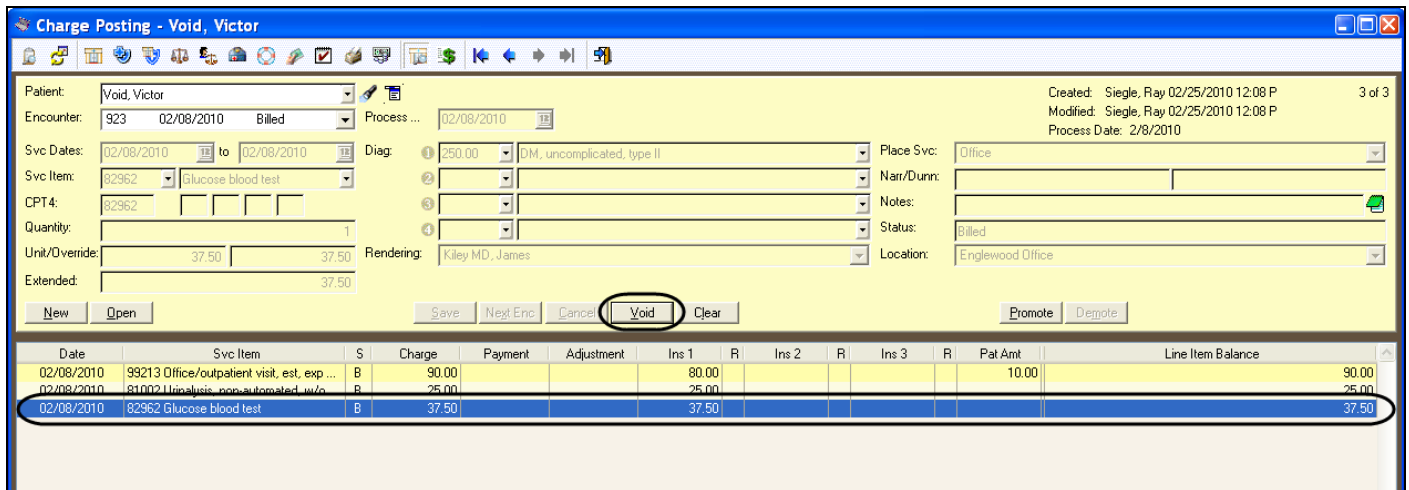 Charge Posting - Void, Victor
Patient: Void, Victor
Created: Siegle, Ray 02/25/2010 12:08 P 3 of 3
Encounter: 923 02/08/2010 Billed Process ... 02/08/2010 12
Modified: Siegle, Ray 02/25/2010 12:08 P
Process Date: 2/8/2010
Svc Dates: 02/08/2010 12 to 02/08/2010 12 Diag: 1 250.00 DM, uncomplicated, type II Place Svc: Office
Svc Item: 82962 Glucose blood test 2 Narr/Dunn:
CPT4: 82962 3 Notes:
Quantity: 1 4 Status: Billed
Unit/Override: 37.50 37.50 Rendering: Kiley MD, James Location: Englewood Office
Extended: 37.50
New Open Save Next Enc Cancel Void Clear Promote Demote
Date Svc Item S Charge Payment Adjustment Ins 1 R Ins 2 R Ins 3 R Pat Amt Line Item Balance
02/08/2010 99213 Office/outpatient visit, est, exp ... B 90.00 80.00 10.00 90.00
02/08/2010 81002 Urinalysis, non-automated, w/o B 25.00 25.00 25.00
02/08/2010 82962 Glucose blood test B 37.50 37.50 37.50